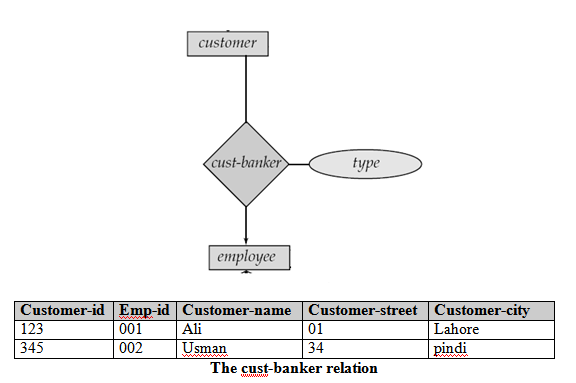 customer
cust-banker type
employee
Customer-id Emp-id Customer-name Customer-street Customer-city
123 001 Ali 01 Lahore
345 002 Usman 34 pindi
The cust-banker relation